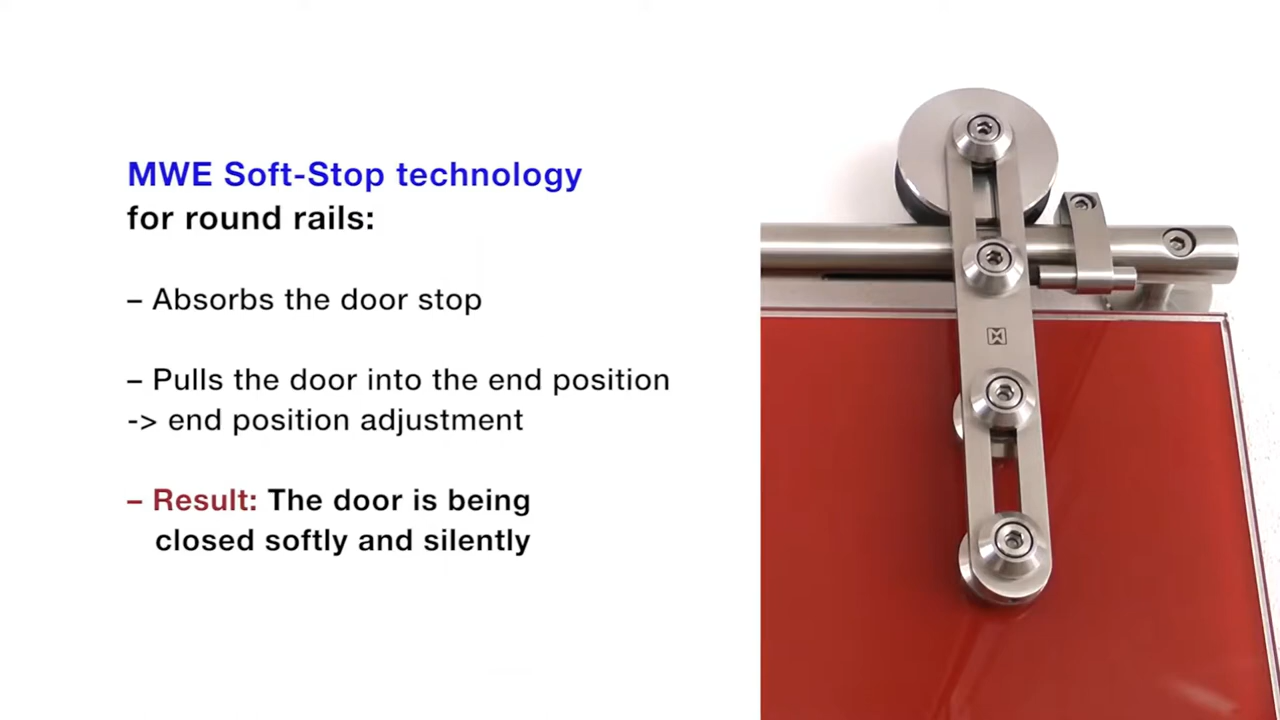 MWE Soft-Stop technology
for round rails:
– Absorbs the door stop
– Pulls the door into the end position
-> end position adjustment
– Result: The door is being
closed softly and silently